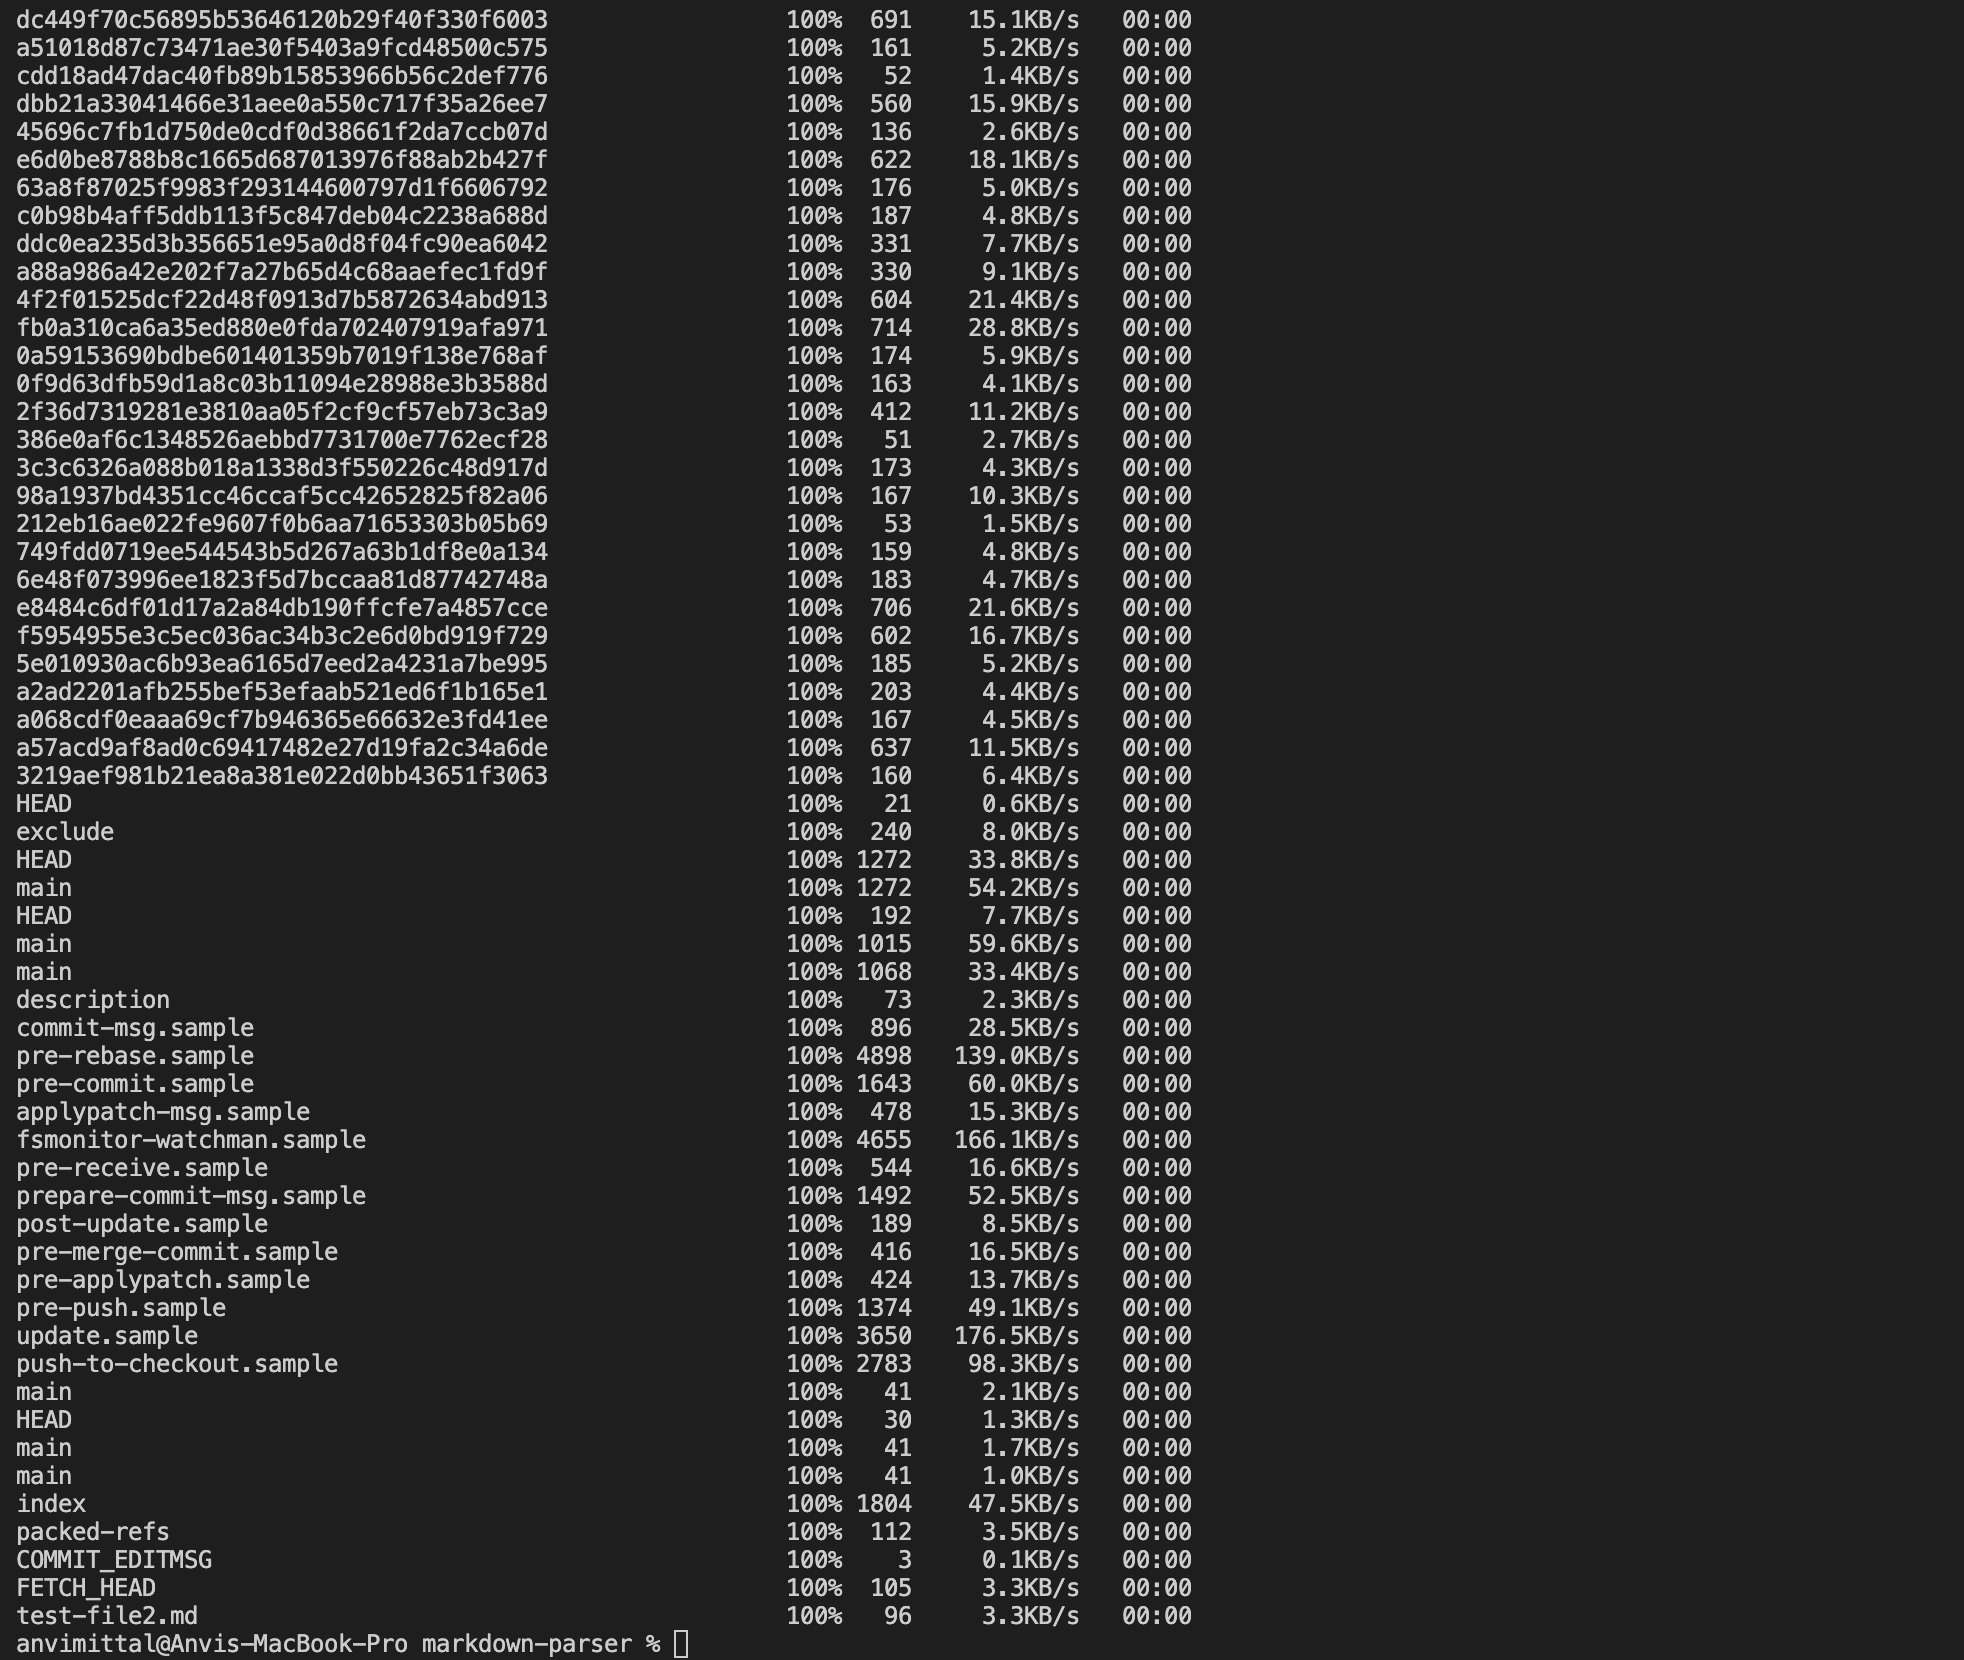 dc449f70c56895b53646120b29f40f330f6003 100% 691 15.1KB/s 00:00
a51018d87c73471ae30f5403a9fcd48500c575 100% 161 5.2KB/s 00:00
cdd18ad47dac40fb89b15853966b56c2def776 100% 52 1.4KB/s 00:00
dbb21a33041466e31aee0a550c717f35a26ee7 100% 560 15.9KB/s 00:00
45696c7fb1d750de0cdf0d38661f2da7ccb07d 100% 136 2.6KB/s 00:00
e6d0be8788b8c1665d687013976f88ab2b427f 100% 622 18.1KB/s 00:00
63a8f87025f9983f293144600797d1f6606792 100% 176 5.0KB/s 00:00
c0b98b4aff5ddb113f5c847deb04c2238a688d 100% 187 4.8KB/s 00:00
ddc0ea235d3b356651e95a0d8f04fc90ea6042 100% 331 7.7KB/s 00:00
a88a986a42e202f7a27b65d4c68aaefec1fd9f 100% 330 9.1KB/s 00:00
4f2f01525dcf22d48f0913d7b5872634abd913 100% 604 21.4KB/s 00:00
fb0a310ca6a35ed880e0fda702407919afa971 100% 714 28.8KB/s 00:00
0a59153690bdbe601401359b7019f138e768af 100% 174 5.9KB/s 00:00
0f9d63dfb59d1a8c03b11094e28988e3b3588d 100% 163 4.1KB/s 00:00
2f36d7319281e3810aa05f2cf9cf57eb73c3a9 100% 412 11.2KB/s 00:00
386e0af6c1348526aebbd7731700e7762ecf28 100% 51 2.7KB/s 00:00
3c3c6326a088b018a1338d3f550226c48d917d 100% 173 4.3KB/s 00:00
98a1937bd4351cc46ccaf5cc42652825f82a06 100% 167 10.3KB/s 00:00
212eb16ae022fe9607f0b6aa71653303b05b69 100% 53 1.5KB/s 00:00
749fdd0719ee544543b5d267a63b1df8e0a134 100% 159 4.8KB/s 00:00
6e48f073996ee1823f5d7bccaa81d87742748a 100% 183 4.7KB/s 00:00
e8484c6df01d17a2a84db190ffcfe7a4857cce 100% 706 21.6KB/s 00:00
f5954955e3c5ec036ac34b3c2e6d0bd919f729 100% 602 16.7KB/s 00:00
5e010930ac6b93ea6165d7eed2a4231a7be995 100% 185 5.2KB/s 00:00
a2ad2201afb255bef53efaab521ed6f1b165e1 100% 203 4.4KB/s 00:00
a068cdf0eaaa69cf7b946365e66632e3fd41ee 100% 167 4.5KB/s 00:00
a57acd9af8ad0c69417482e27d19fa2c34a6de 100% 637 11.5KB/s 00:00
3219aef981b21ea8a381e022d0bb43651f3063 100% 160 6.4KB/s 00:00
HEAD 100% 21 0.6KB/s 00:00
exclude 100% 240 8.0KB/s 00:00
HEAD 100% 1272 33.8KB/s 00:00
main 100% 1272 54.2KB/s 00:00
HEAD 100% 192 7.7KB/s 00:00
main 100% 1015 59.6KB/s 00:00
main 100% 1068 33.4KB/s 00:00
description 100% 73 2.3KB/s 00:00
commit-msg.sample 100% 896 28.5KB/s 00:00
pre-rebase.sample 100% 4898 139.0KB/s 00:00
pre-commit.sample 100% 1643 60.0KB/s 00:00
applypatch-msg.sample 100% 478 15.3KB/s 00:00
fsmonitor-watchman.sample 100% 4655 166.1KB/s 00:00
pre-receive.sample 100% 544 16.6KB/s 00:00
prepare-commit-msg.sample 100% 1492 52.5KB/s 00:00
post-update.sample 100% 189 8.5KB/s 00:00
pre-merge-commit.sample 100% 416 16.5KB/s 00:00
pre-applypatch.sample 100% 424 13.7KB/s 00:00
pre-push.sample 100% 1374 49.1KB/s 00:00
update.sample 100% 3650 176.5KB/s 00:00
push-to-checkout.sample 100% 2783 98.3KB/s 00:00
main 100% 41 2.1KB/s 00:00
HEAD 100% 30 1.3KB/s 00:00
main 100% 41 1.7KB/s 00:00
main 100% 41 1.0KB/s 00:00
index 100% 1804 47.5KB/s 00:00
packed-refs 100% 112 3.5KB/s 00:00
COMMIT_EDITMSG 100% 3 0.1KB/s 00:00
FETCH_HEAD 100% 105 3.3KB/s 00:00
test-file2.md 100% 96 3.3KB/s 00:00
anvimittal@Anvis-MacBook-Pro markdown-parser %